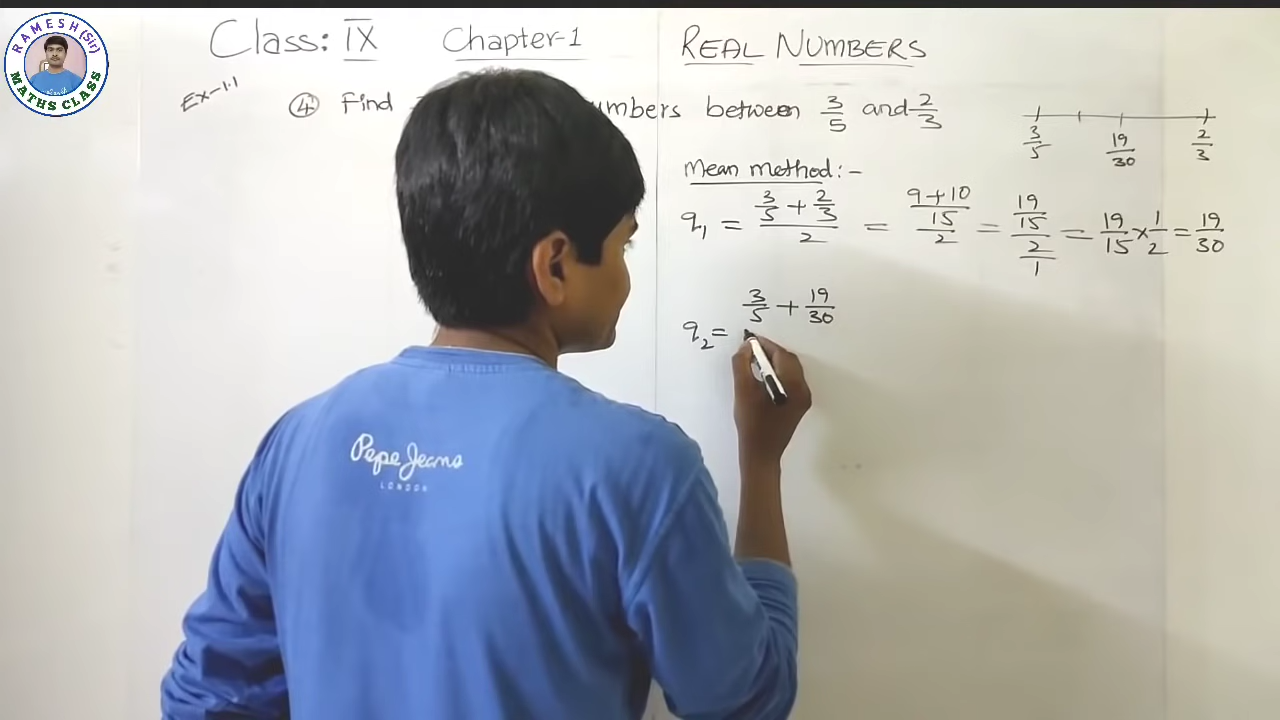 RAMESH (Sir)
MATHS CLASS
Class: IX Chapter-1 REAL NUMBERS
Ex-1.1
④ Find umbers between 3/5 and 2/3
3/5 19/30 2/3
Mean method:-
q₁ = (3/5 + 2/3)/2 = ((9+10)/15)/2 = (19/15)/(2/1) = 19/15 × 1/2 = 19/30
q₂ = 3/5 + 19/30
Pepe Jeans
LONDON